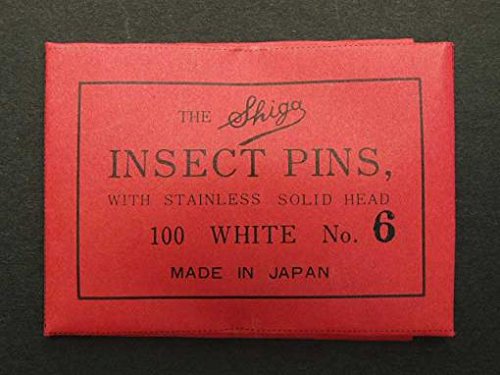 THE Shiga
INSECT PINS,
WITH STAINLESS SOLID HEAD
100 WHITE No. 6
MADE IN JAPAN